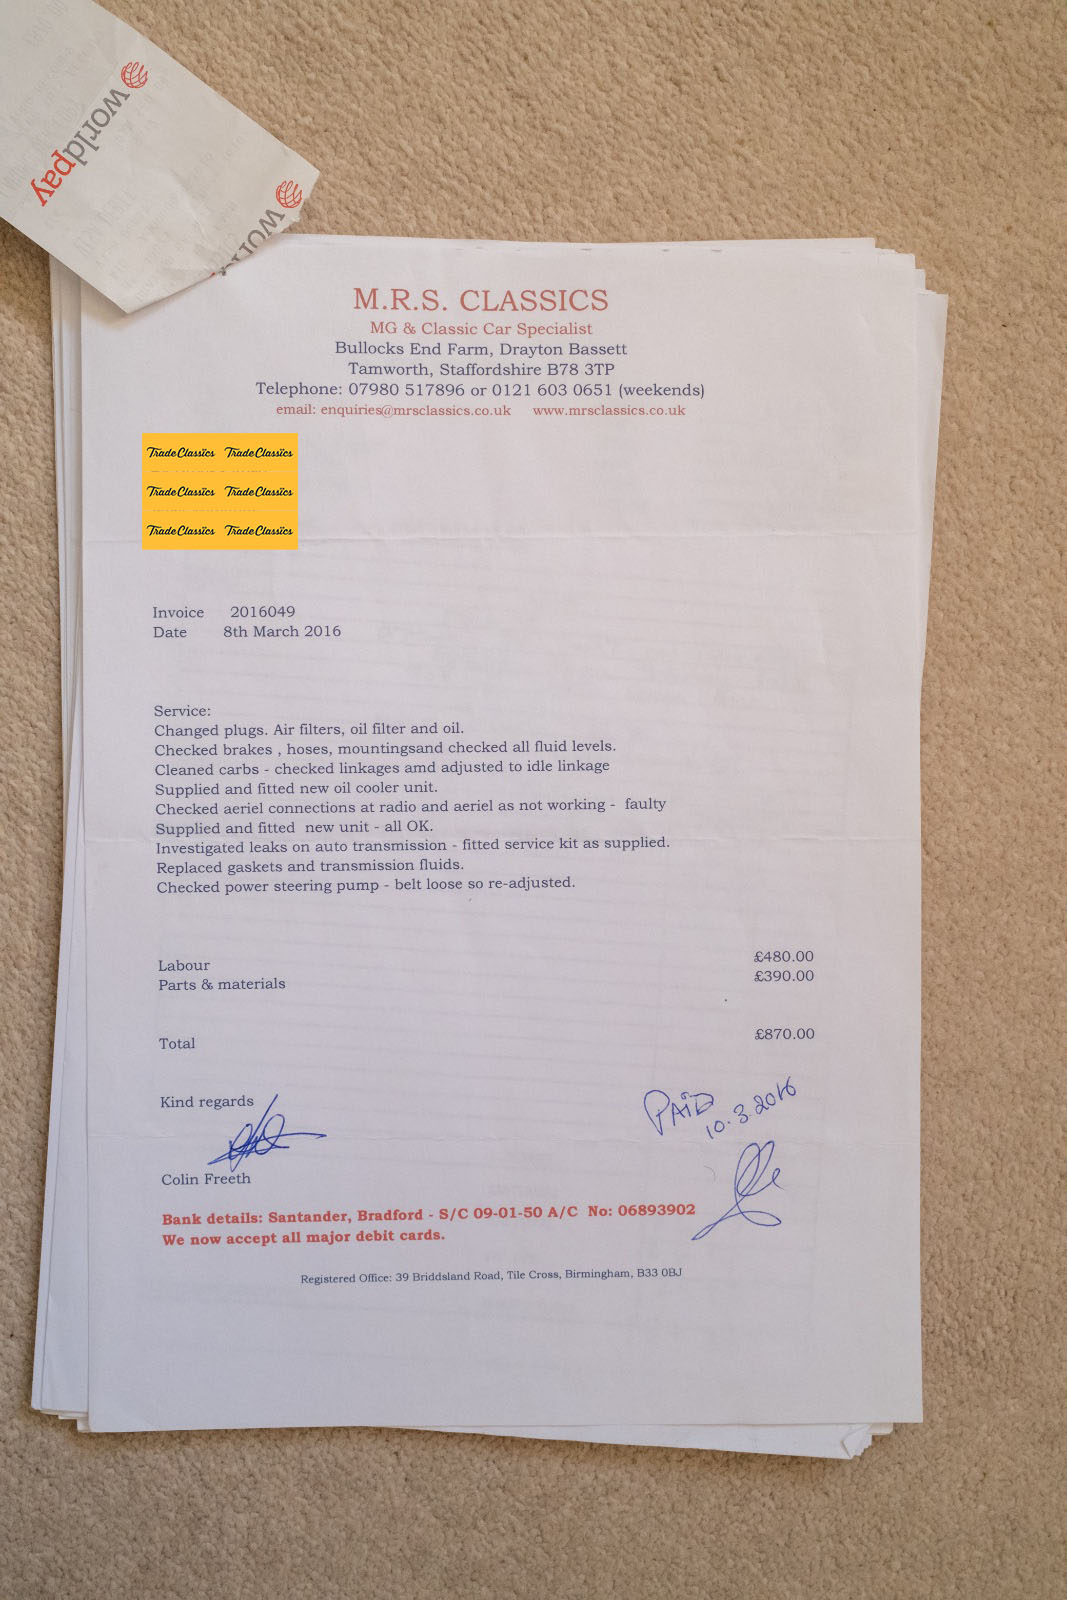 worldpay
worl
M.R.S. CLASSICS
MG & Classic Car Specialist
Bullocks End Farm, Drayton Bassett
Tamworth, Staffordshire B78 3TP
Telephone: 07980 517896 or 0121 603 0651 (weekends)
email: enquiries@mrsclassics.co.uk www.mrsclassics.co.uk
Trade Classics Trade Classics
Trade Classics Trade Classics
Trade Classics Trade Classics
Invoice 2016049
Date 8th March 2016
Service:
Changed plugs. Air filters, oil filter and oil.
Checked brakes , hoses, mountingsand checked all fluid levels.
Cleaned carbs - checked linkages amd adjusted to idle linkage
Supplied and fitted new oil cooler unit.
Checked aeriel connections at radio and aeriel as not working - faulty
Supplied and fitted new unit - all OK.
Investigated leaks on auto transmission - fitted service kit as supplied.
Replaced gaskets and transmission fluids.
Checked power steering pump - belt loose so re-adjusted.
Labour £480.00
Parts & materials £390.00
Total £870.00
Kind regards
PAID
10.3.2016
Colin Freeth
Bank details: Santander, Bradford - S/C 09-01-50 A/C No: 06893902
We now accept all major debit cards.
Registered Office: 39 Briddsland Road, Tile Cross, Birmingham, B33 0BJ